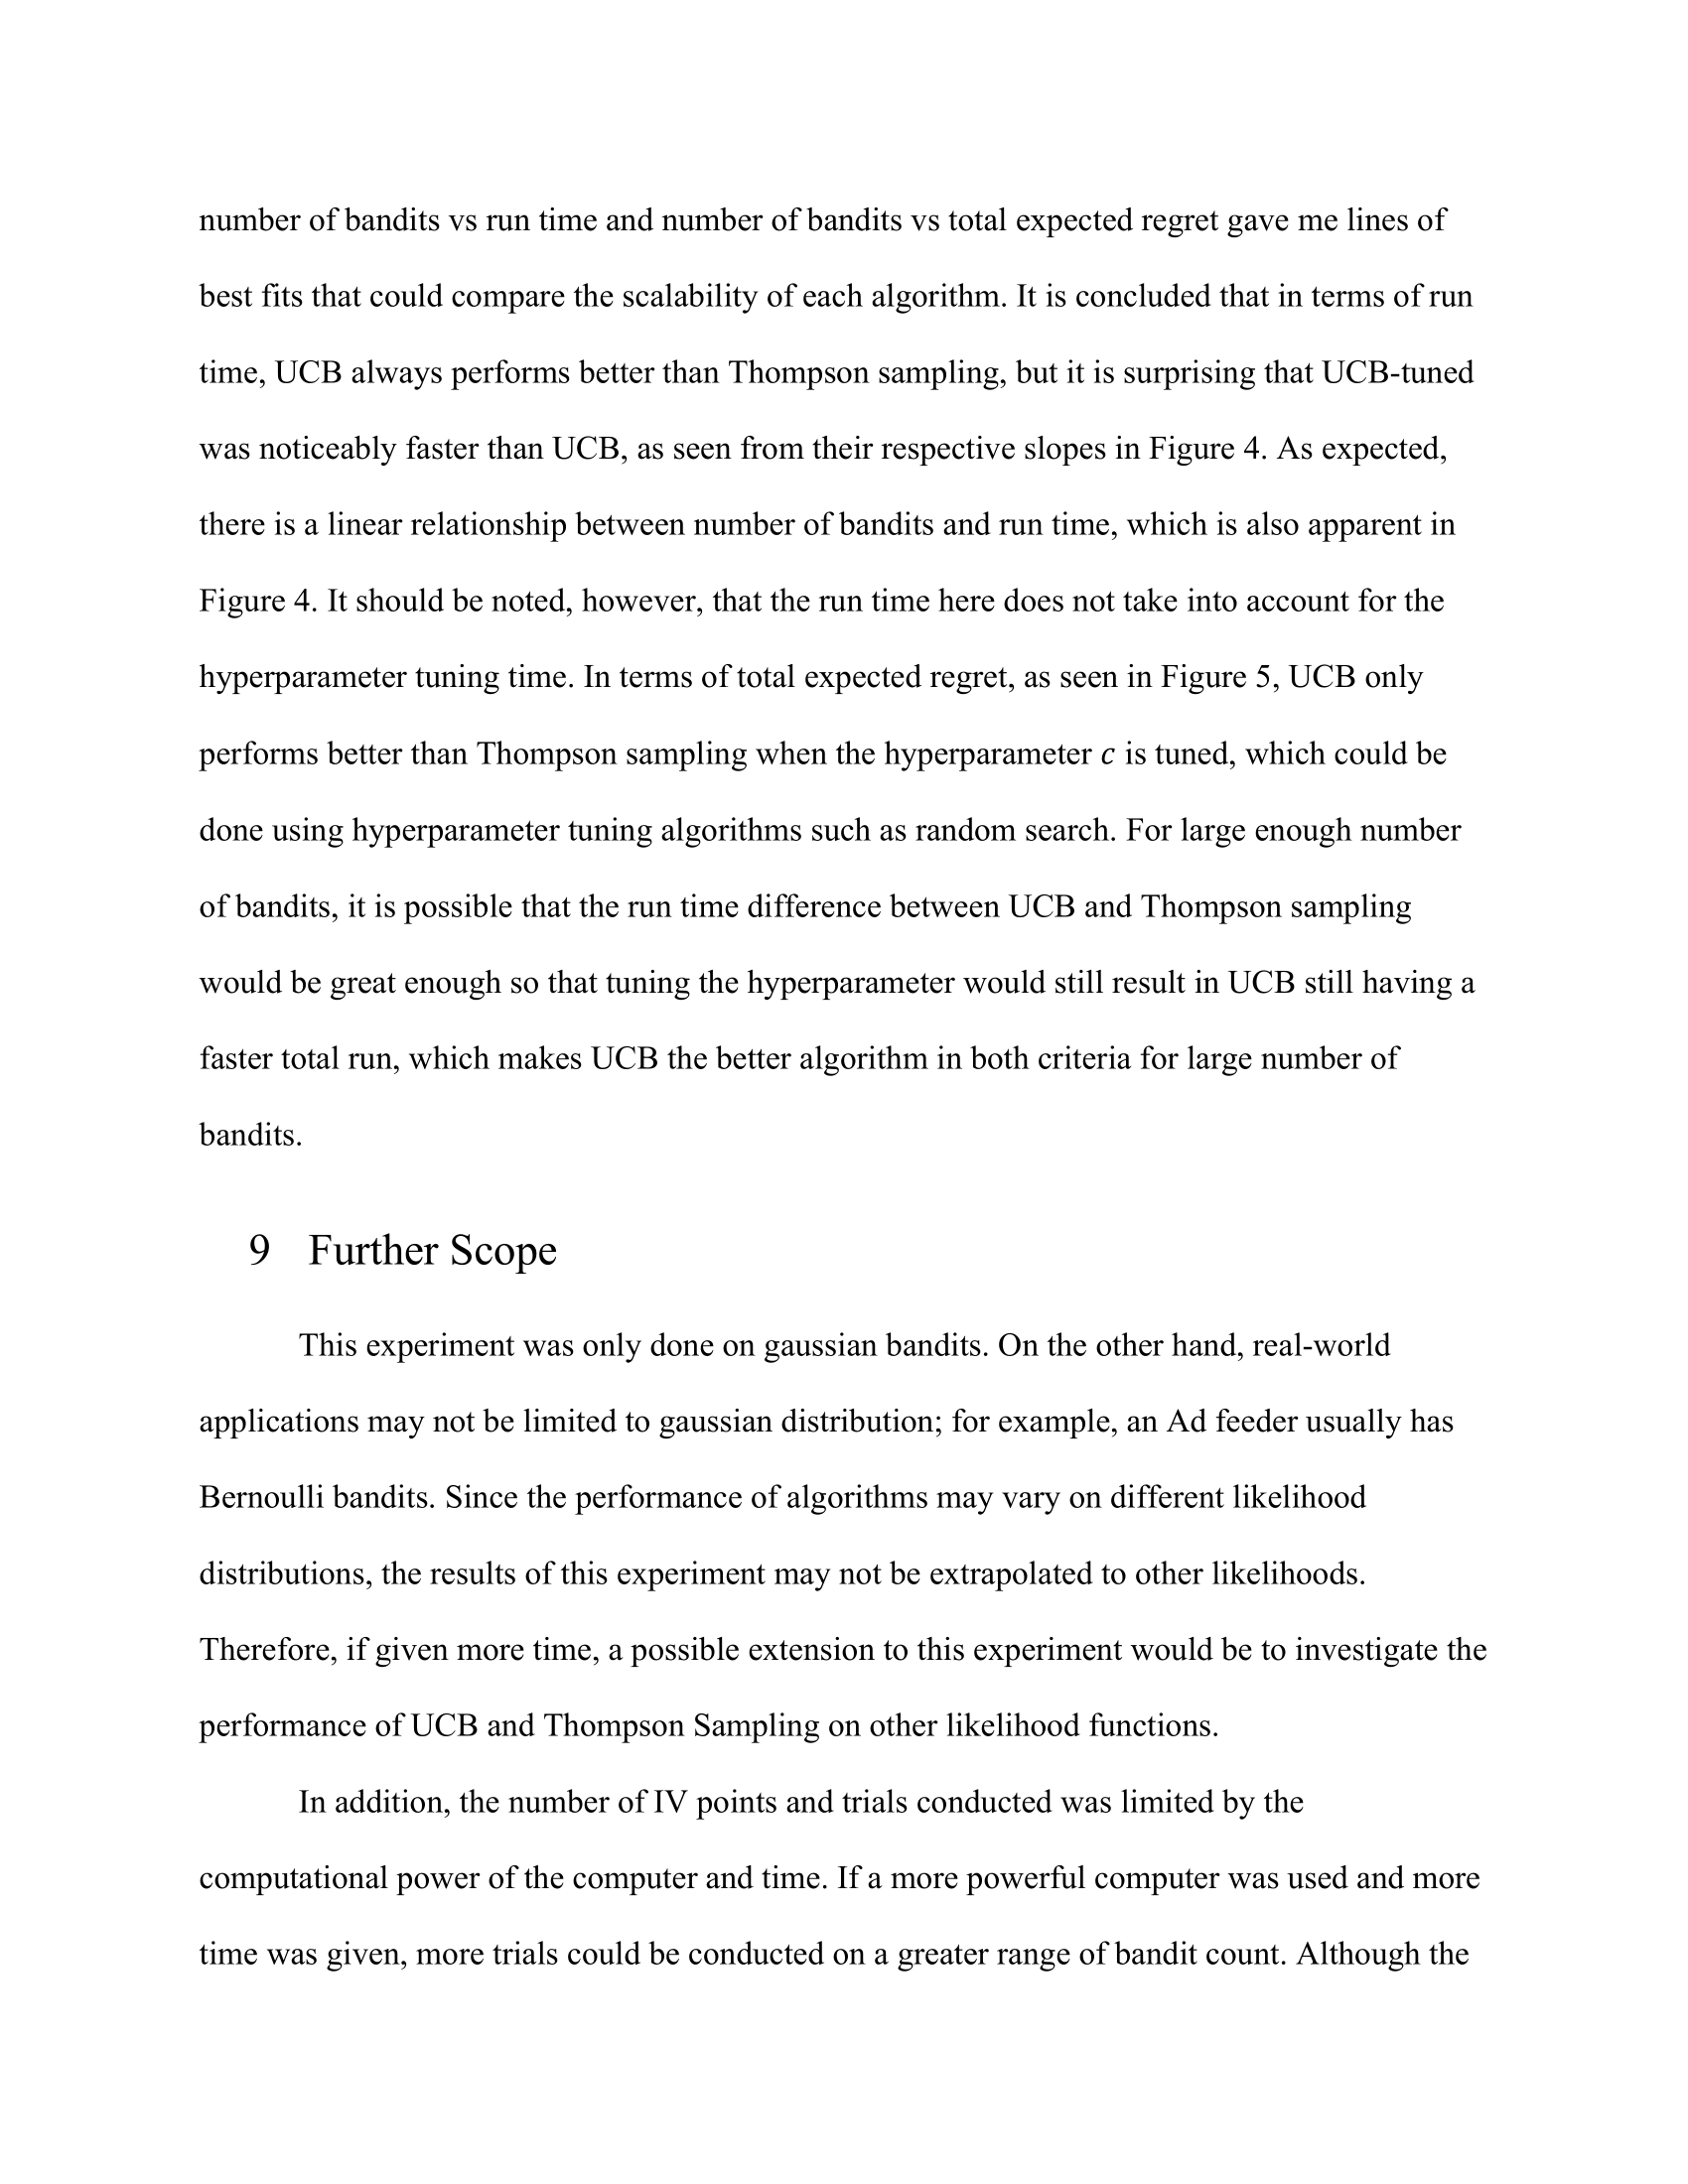 number of bandits vs run time and number of bandits vs total expected regret gave me lines of
best fits that could compare the scalability of each algorithm. It is concluded that in terms of run
time, UCB always performs better than Thompson sampling, but it is surprising that UCB-tuned
was noticeably faster than UCB, as seen from their respective slopes in Figure 4. As expected,
there is a linear relationship between number of bandits and run time, which is also apparent in
Figure 4. It should be noted, however, that the run time here does not take into account for the
hyperparameter tuning time. In terms of total expected regret, as seen in Figure 5, UCB only
performs better than Thompson sampling when the hyperparameter c is tuned, which could be
done using hyperparameter tuning algorithms such as random search. For large enough number
of bandits, it is possible that the run time difference between UCB and Thompson sampling
would be great enough so that tuning the hyperparameter would still result in UCB still having a
faster total run, which makes UCB the better algorithm in both criteria for large number of
bandits.
9 Further Scope
This experiment was only done on gaussian bandits. On the other hand, real-world
applications may not be limited to gaussian distribution; for example, an Ad feeder usually has
Bernoulli bandits. Since the performance of algorithms may vary on different likelihood
distributions, the results of this experiment may not be extrapolated to other likelihoods.
Therefore, if given more time, a possible extension to this experiment would be to investigate the
performance of UCB and Thompson Sampling on other likelihood functions.
In addition, the number of IV points and trials conducted was limited by the
computational power of the computer and time. If a more powerful computer was used and more
time was given, more trials could be conducted on a greater range of bandit count. Although the